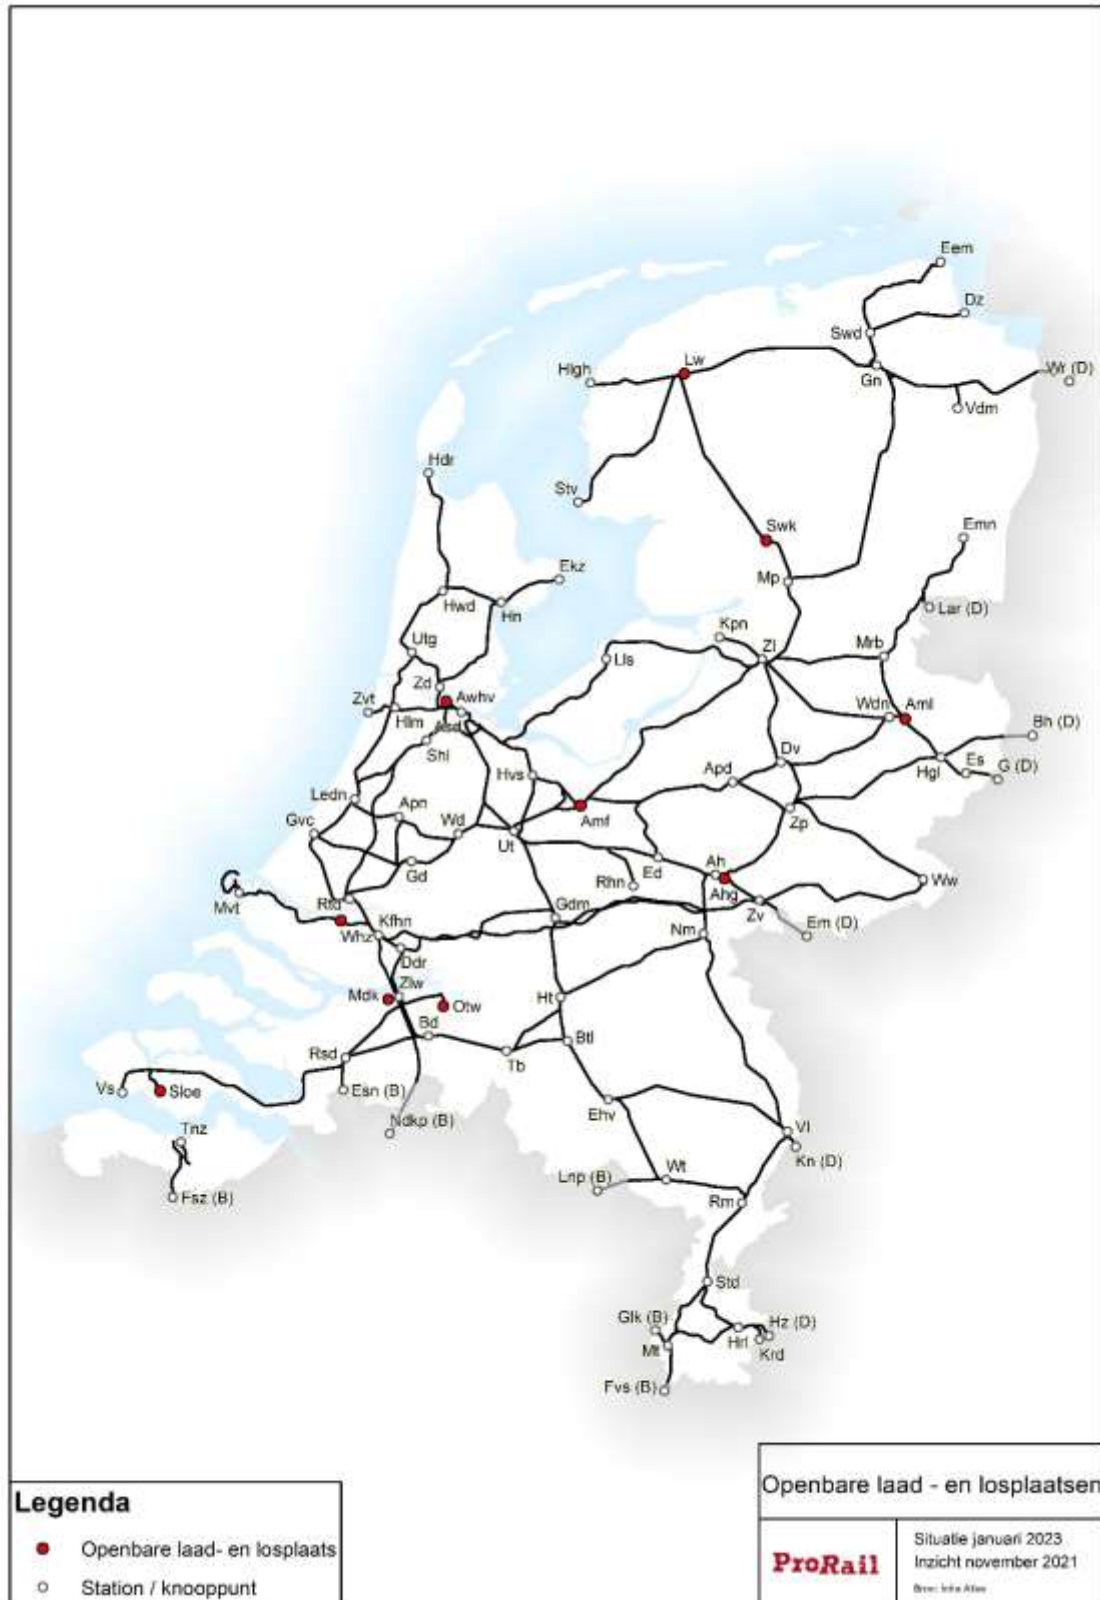 Eem
Dz
Swd
Lw
Gn
Wr (D)
Hlgh
Vdm
Hdr
Stv
Swk
Emn
Ekz
Mp
Hwd
Hn
Lar (D)
Kpn
Utg
Lls
Zl
Mrb
Zd
Awhv
Zvt
Hlm
Asd
Wdn
Aml
Bh (D)
Shl
Dv
Hgl
Es
G (D)
Hvs
Apd
Ledn
Apn
Wd
Amf
Zp
Gvc
Ut
Gd
Ed
Ah
Rhn
Ahg
Ww
Mvt
Rtd
Kfhn
Gdm
Zv
Whz
Nm
Em (D)
Ddr
Zlw
Mdk
Otw
Ht
Bd
Btl
Rsd
Tb
Vs
Sloe
Esn (B)
Ehv
Ndkp (B)
Tnz
Vl
Kn (D)
Lnp (B)
Wt
Fsz (B)
Rm
Std
Glk (B)
Hz (D)
Mt
Hrl
Krd
Fvs (B)
Legenda
Openbare laad- en losplaats
Station / knooppunt
Openbare laad - en losplaatsen
ProRail
Situatie januari 2023
Inzicht november 2021
Bron: Infra Atlas